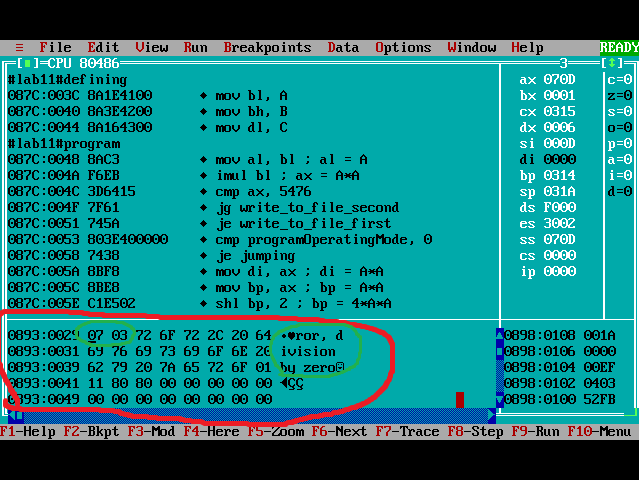 ≡ File Edit View Run Breakpoints Data Options Window Help READY
[■]=CPU 80486 3 [↕]
#lab11#defining ax 070D c=0
087C:003C 8A1E4100 ♦ mov bl, A bx 0001 z=0
087C:0040 8A3E4200 ♦ mov bh, B cx 0315 s=0
087C:0044 8A164300 ♦ mov dl, C dx 0006 o=0
#lab11#program si 000D p=0
087C:0048 8AC3 ♦ mov al, bl ; al = A di 0000 a=0
087C:004A F6EB ♦ imul bl ; ax = A*A bp 0314 i=0
087C:004C 3D6415 ♦ cmp ax, 5476 sp 031A d=0
087C:004F 7F61 ♦ jg write_to_file_second ds F000
087C:0051 745A ♦ je write_to_file_first es 3002
087C:0053 803E400000 ♦ cmp programOperatingMode, 0 ss 070D
087C:0058 7438 ♦ je jumping cs 0000
087C:005A 8BF8 ♦ mov di, ax ; di = A*A ip 0000
087C:005C 8BE8 ♦ mov bp, ax ; bp = A*A
087C:005E C1E502 ♦ shl bp, 2 ; bp = 4*A*A
0893:0029 72 6F 72 2C 20 64 ♦♥ror, d 0898:0108 001A
0893:0031 69 76 69 73 69 6F 6E 20 ivision 0898:0106 0000
0893:0039 62 79 20 7A 65 72 6F 01 by zero☺ 0898:0104 00EF
0893:0041 11 80 80 00 00 00 00 00 ◄ÇÇ 0898:0102 0403
0893:0049 00 00 00 00 00 00 00 00 0898:0100 52FB
F1-Help F2-Bkpt F3-Mod F4-Here F5-Zoom F6-Next F7-Trace F8-Step F9-Run F10-Menu